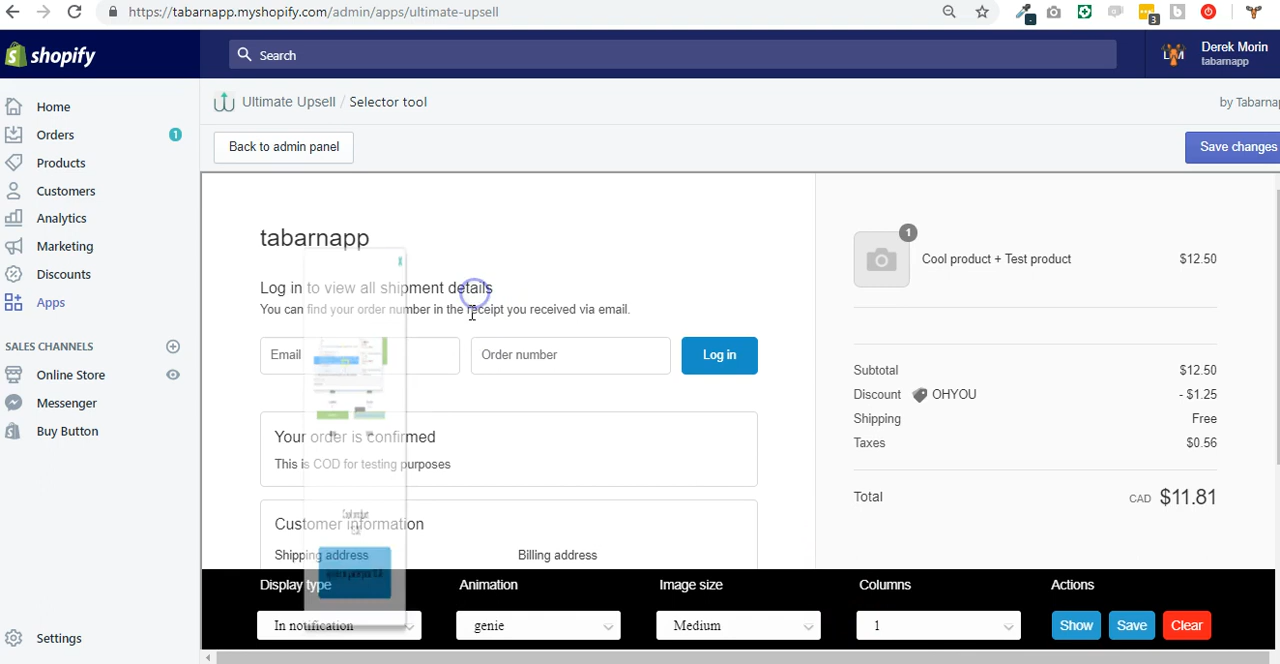 https://tabarnapp.myshopify.com/admin/apps/ultimate-upsell
3
b
shopify
Search
Derek Morin
tabarnapp
Home
Orders
1
Products
Customers
Analytics
Marketing
Discounts
Apps
SALES CHANNELS
Online Store
Messenger
Buy Button
Settings
Ultimate Upsell / Selector tool
by Tabarnap
Back to admin panel
Save changes
tabarnapp
Log in to view all shipment details
You can find your order number in the receipt you received via email.
Email
Order number
Log in
Your order is confirmed
This is COD for testing purposes
Customer information
Shipping address
Billing address
1
Cool product + Test product
$12.50
Subtotal
$12.50
Discount OHYOU
- $1.25
Shipping
Free
Taxes
$0.56
Total
CAD $11.81
Display type
Animation
Image size
Columns
Actions
In notification
genie
Medium
1
Show
Save
Clear